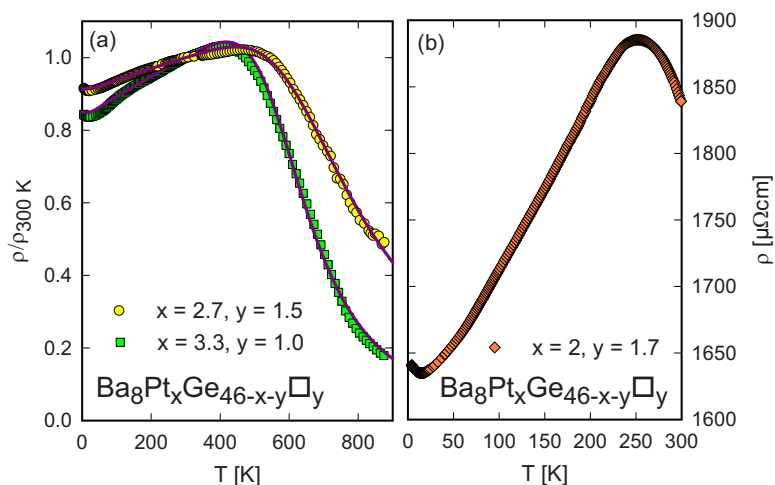 (a)
1.0
0.8
0.6
0.4
0.2
0.0
ρ/ρ300 K
x = 2.7, y = 1.5
x = 3.3, y = 1.0
Ba8PtxGe46-x-y□y
0 200 400 600 800
T [K]
(b)
1900
1850
1800
1750
1700
1650
1600
ρ [μΩcm]
x = 2, y = 1.7
Ba8PtxGe46-x-y□y
0 50 100 150 200 250 300
T [K]